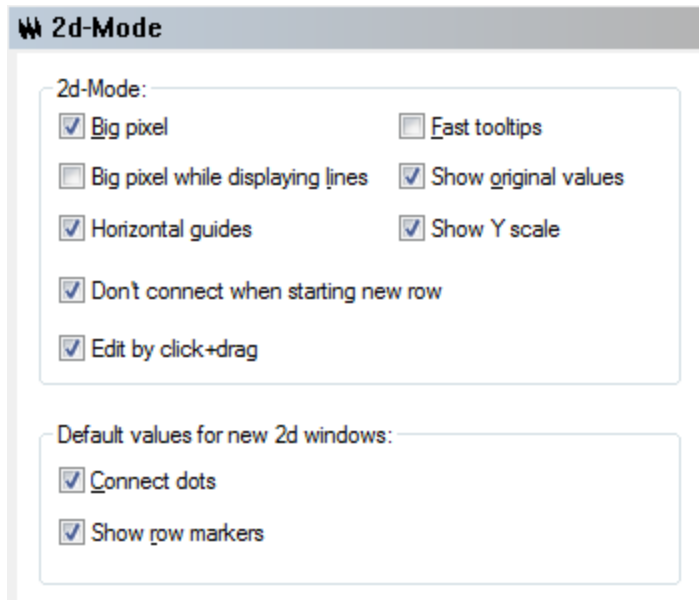 2d-Mode
2d-Mode:
Big pixel
Fast tooltips
Big pixel while displaying lines
Show original values
Horizontal guides
Show Y scale
Don't connect when starting new row
Edit by click+drag
Default values for new 2d windows:
Connect dots
Show row markers